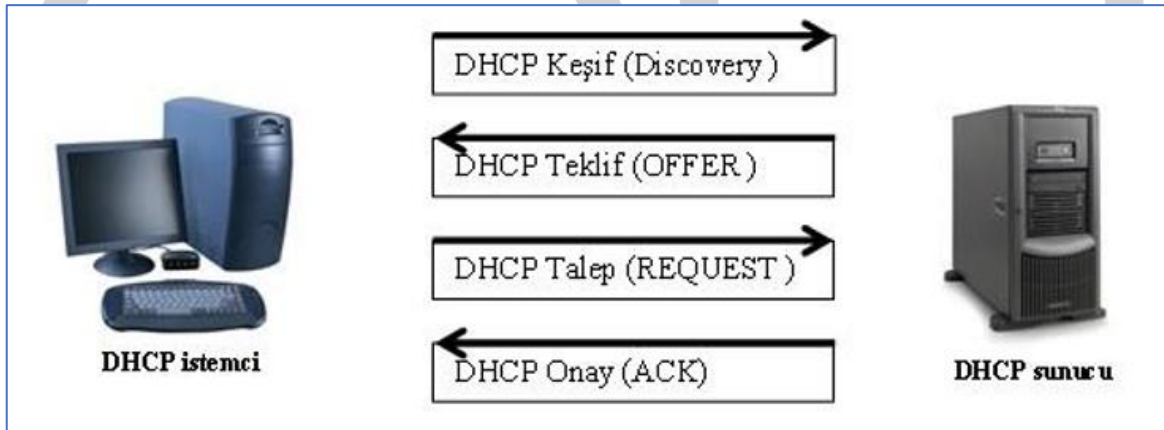 DHCP Keşif (Discovery )
DHCP Teklif (OFFER )
DHCP Talep (REQUEST )
DHCP Onay (ACK)
DHCP istemci
DHCP sunucu